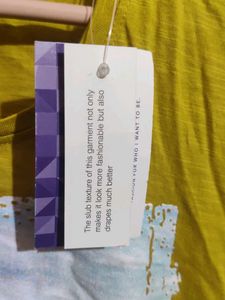 The slub texture of this garment not only
makes it look more fashionable but also
drapes much better
FOR WHO I WANT TO BE